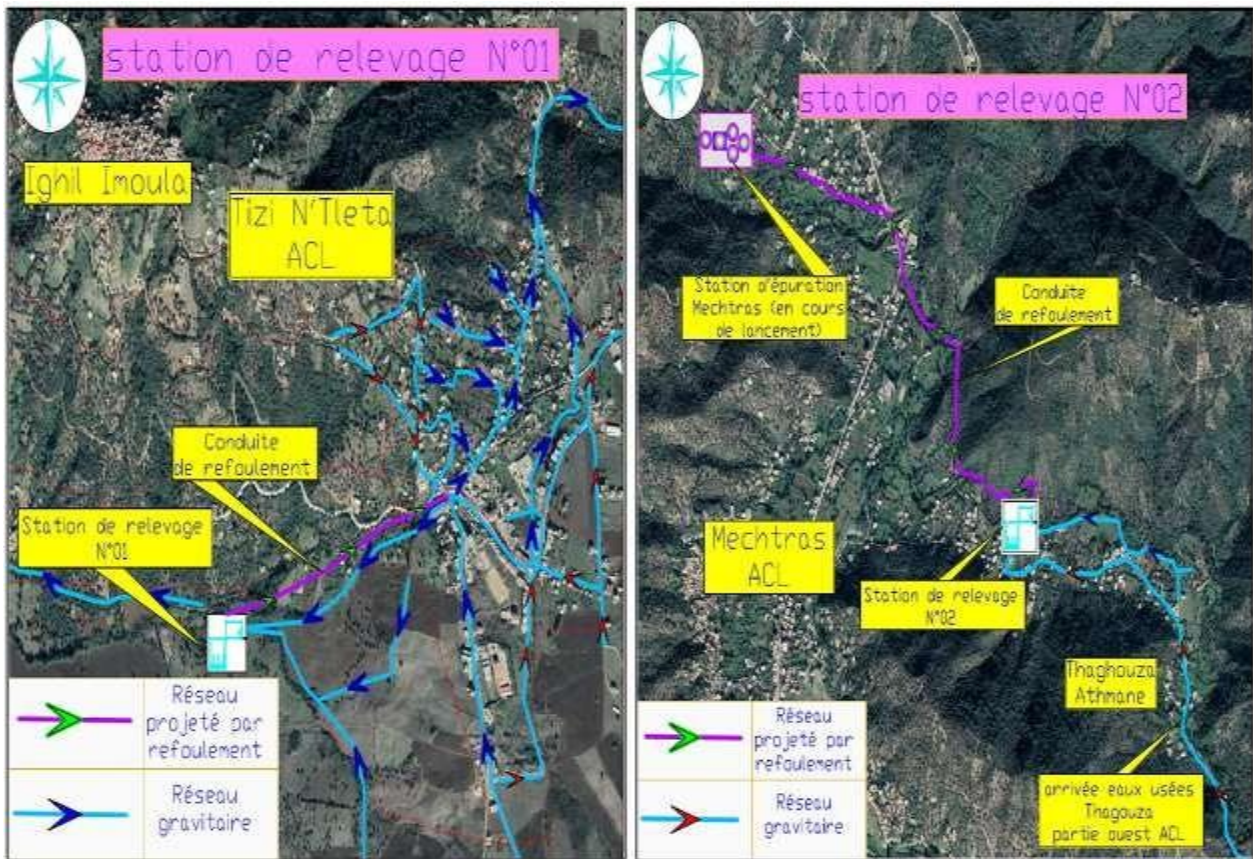 station de relevage N°01
Ighil Imoula
Tizi N'Tleta
ACL
Conduite
de refoulement
Station de relevage
N°01
Réseau
projeté par
refoulement
Réseau
gravitaire
station de relevage N°02
Station d'épuration
Mechtras (en cours
de lancement)
Conduite
de refoulement
Mechtras
ACL
Station de relevage
N°02
Thaghouza
Athmane
arrivée eaux usées
Thagouza
partie ouest ACL
Réseau
projeté par
refoulement
Réseau
gravitaire